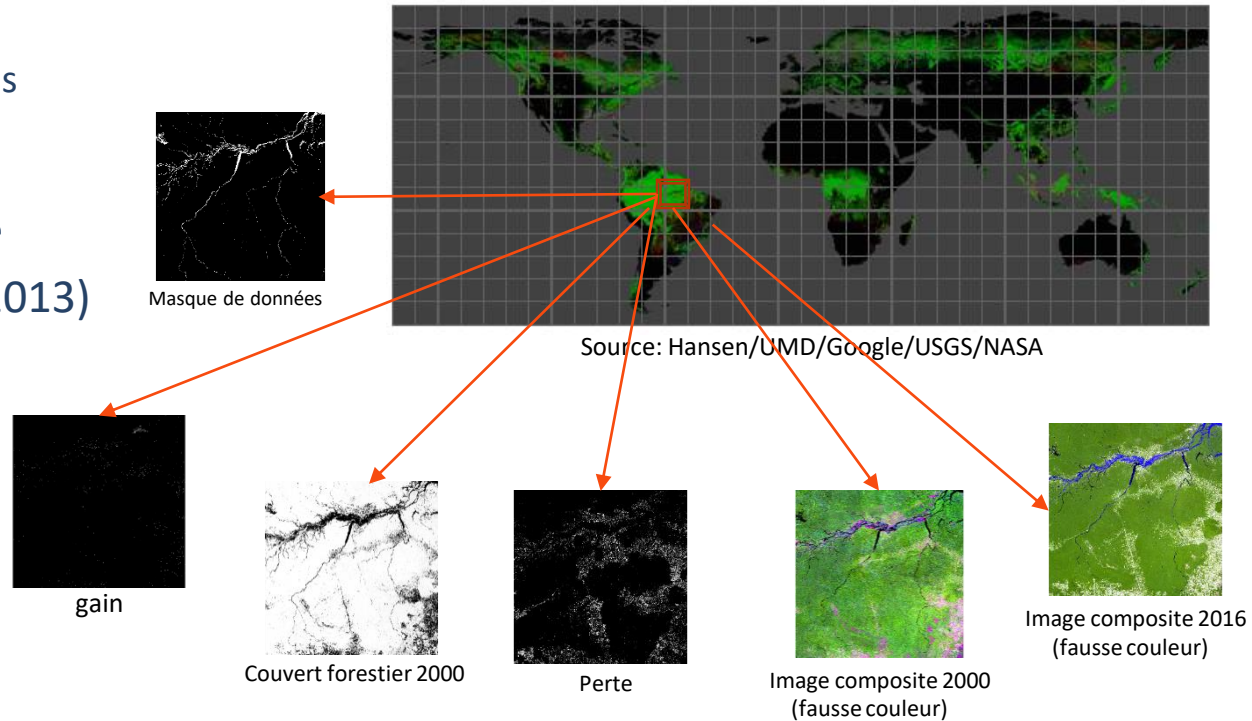 s
013)
Masque de données
Source: Hansen/UMD/Google/USGS/NASA
gain
Couvert forestier 2000
Perte
Image composite 2000
(fausse couleur)
Image composite 2016
(fausse couleur)